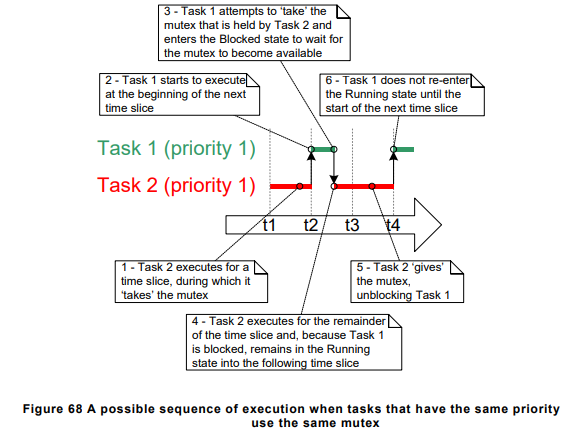 3 - Task 1 attempts to ‘take’ the
mutex that is held by Task 2 and
enters the Blocked state to wait for
the mutex to become available
2 - Task 1 starts to execute
at the beginning of the next
time slice
6 - Task 1 does not re-enter
the Running state until the
start of the next time slice
Task 1 (priority 1)
Task 2 (priority 1)
t1 t2 t3 t4
1 - Task 2 executes for a
time slice, during which it
‘takes’ the mutex
5 - Task 2 ‘gives’
the mutex,
unblocking Task 1
4 - Task 2 executes for the remainder
of the time slice and, because Task 1
is blocked, remains in the Running
state into the following time slice
Figure 68 A possible sequence of execution when tasks that have the same priority
use the same mutex